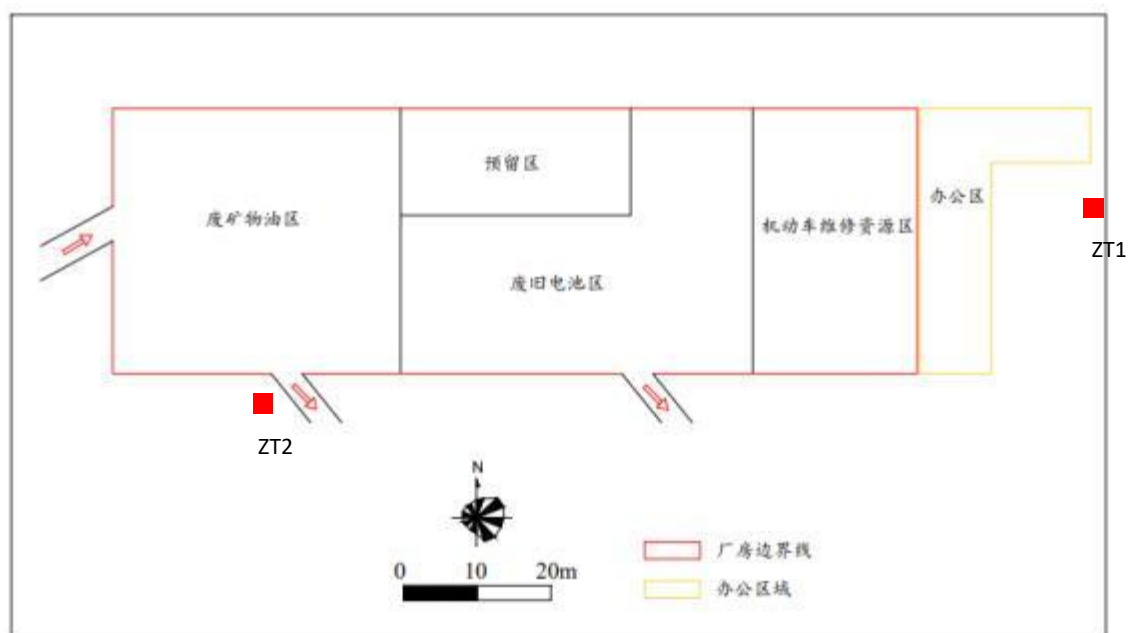 预留区
废矿物油区
办公区
机动车维修资源区
ZT1
废旧电池区
ZT2
N
0 10 20m
厂房边界线
办公区域